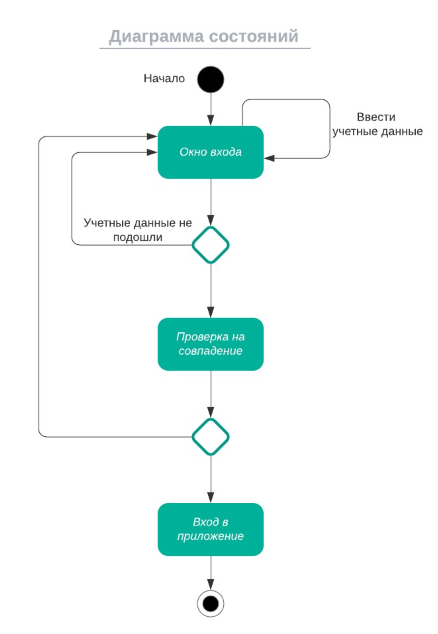 Диаграмма состояний
Начало
Ввести
учетные данные
Окно входа
Учетные данные не
подошли
Проверка на
совпадение
Вход в
приложение